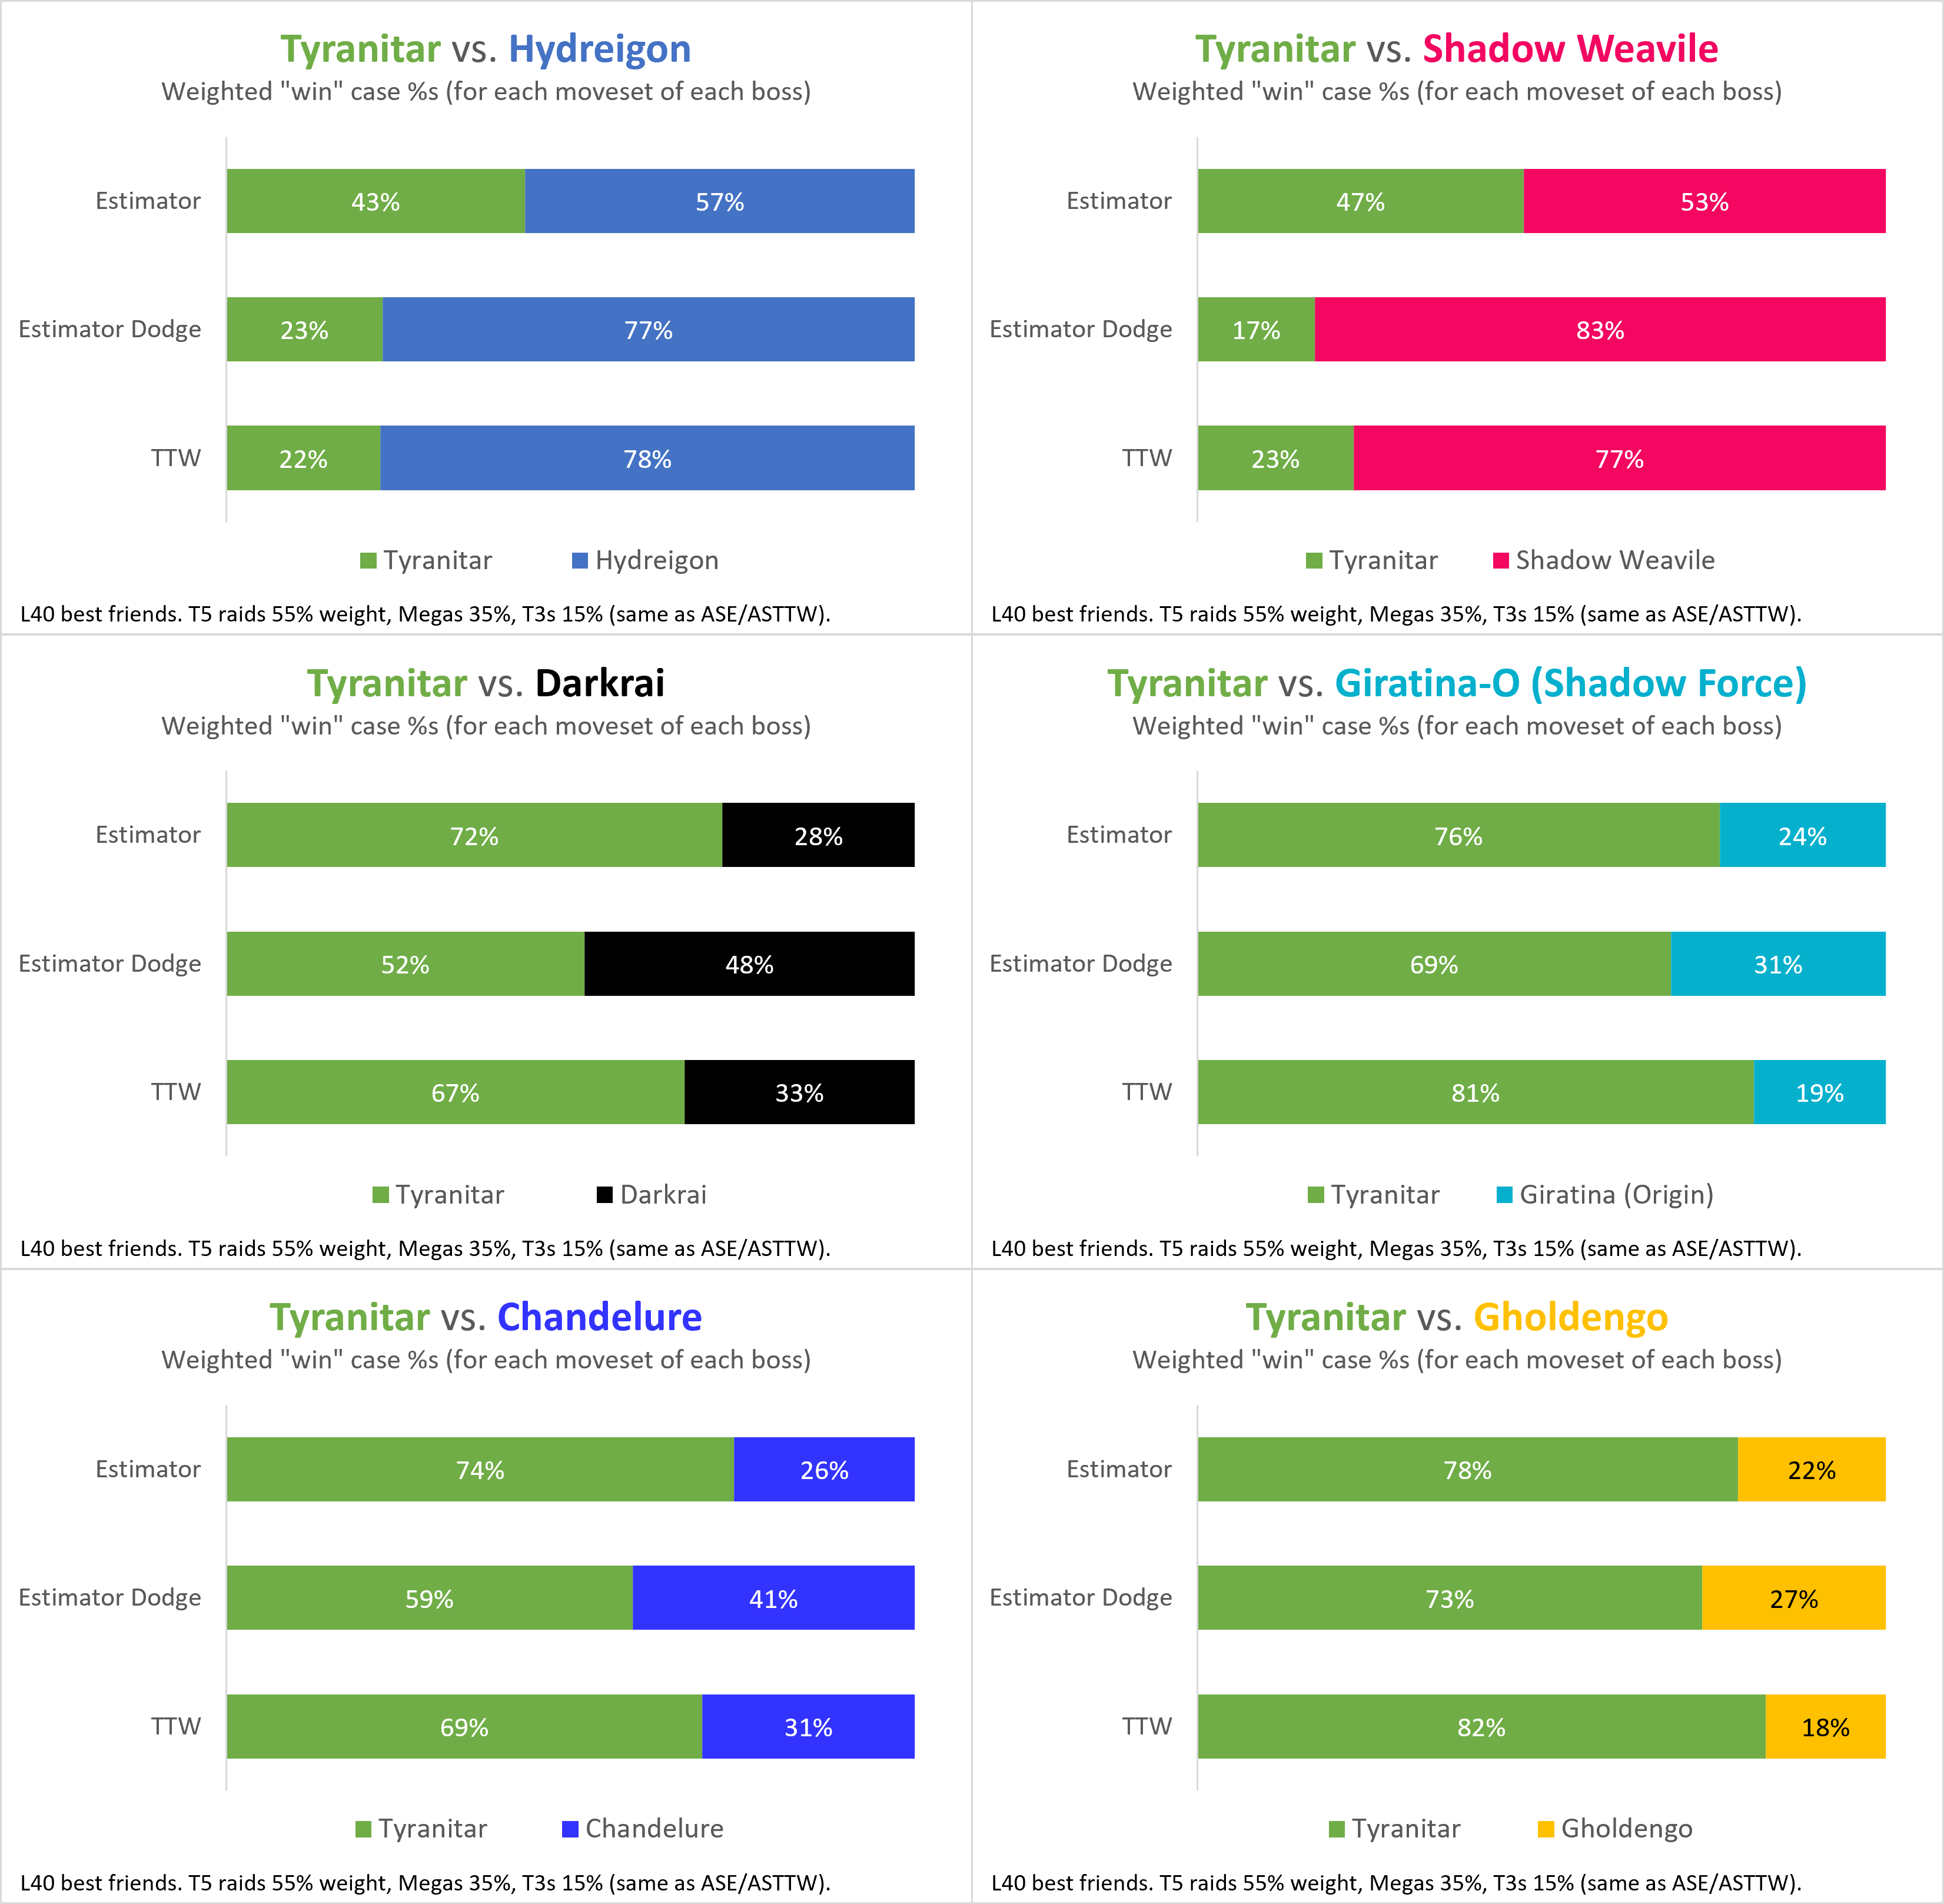 Tyranitar vs. Hydreigon
Weighted "win" case %s (for each moveset of each boss)
Estimator
43%
57%
Estimator Dodge
23%
77%
TTW
22%
78%
Tyranitar
Hydreigon
L40 best friends. T5 raids 55% weight, Megas 35%, T3s 15% (same as ASE/ASTTW).
Tyranitar vs. Shadow Weavile
Weighted "win" case %s (for each moveset of each boss)
Estimator
47%
53%
Estimator Dodge
17%
83%
TTW
23%
77%
Tyranitar
Shadow Weavile
L40 best friends. T5 raids 55% weight, Megas 35%, T3s 15% (same as ASE/ASTTW).
Tyranitar vs. Darkrai
Weighted "win" case %s (for each moveset of each boss)
Estimator
72%
28%
Estimator Dodge
52%
48%
TTW
67%
33%
Tyranitar
Darkrai
L40 best friends. T5 raids 55% weight, Megas 35%, T3s 15% (same as ASE/ASTTW).
Tyranitar vs. Giratina-O (Shadow Force)
Weighted "win" case %s (for each moveset of each boss)
Estimator
76%
24%
Estimator Dodge
69%
31%
TTW
81%
19%
Tyranitar
Giratina (Origin)
L40 best friends. T5 raids 55% weight, Megas 35%, T3s 15% (same as ASE/ASTTW).
Tyranitar vs. Chandelure
Weighted "win" case %s (for each moveset of each boss)
Estimator
74%
26%
Estimator Dodge
59%
41%
TTW
69%
31%
Tyranitar
Chandelure
L40 best friends. T5 raids 55% weight, Megas 35%, T3s 15% (same as ASE/ASTTW).
Tyranitar vs. Gholdengo
Weighted "win" case %s (for each moveset of each boss)
Estimator
78%
22%
Estimator Dodge
73%
27%
TTW
82%
18%
Tyranitar
Gholdengo
L40 best friends. T5 raids 55% weight, Megas 35%, T3s 15% (same as ASE/ASTTW).